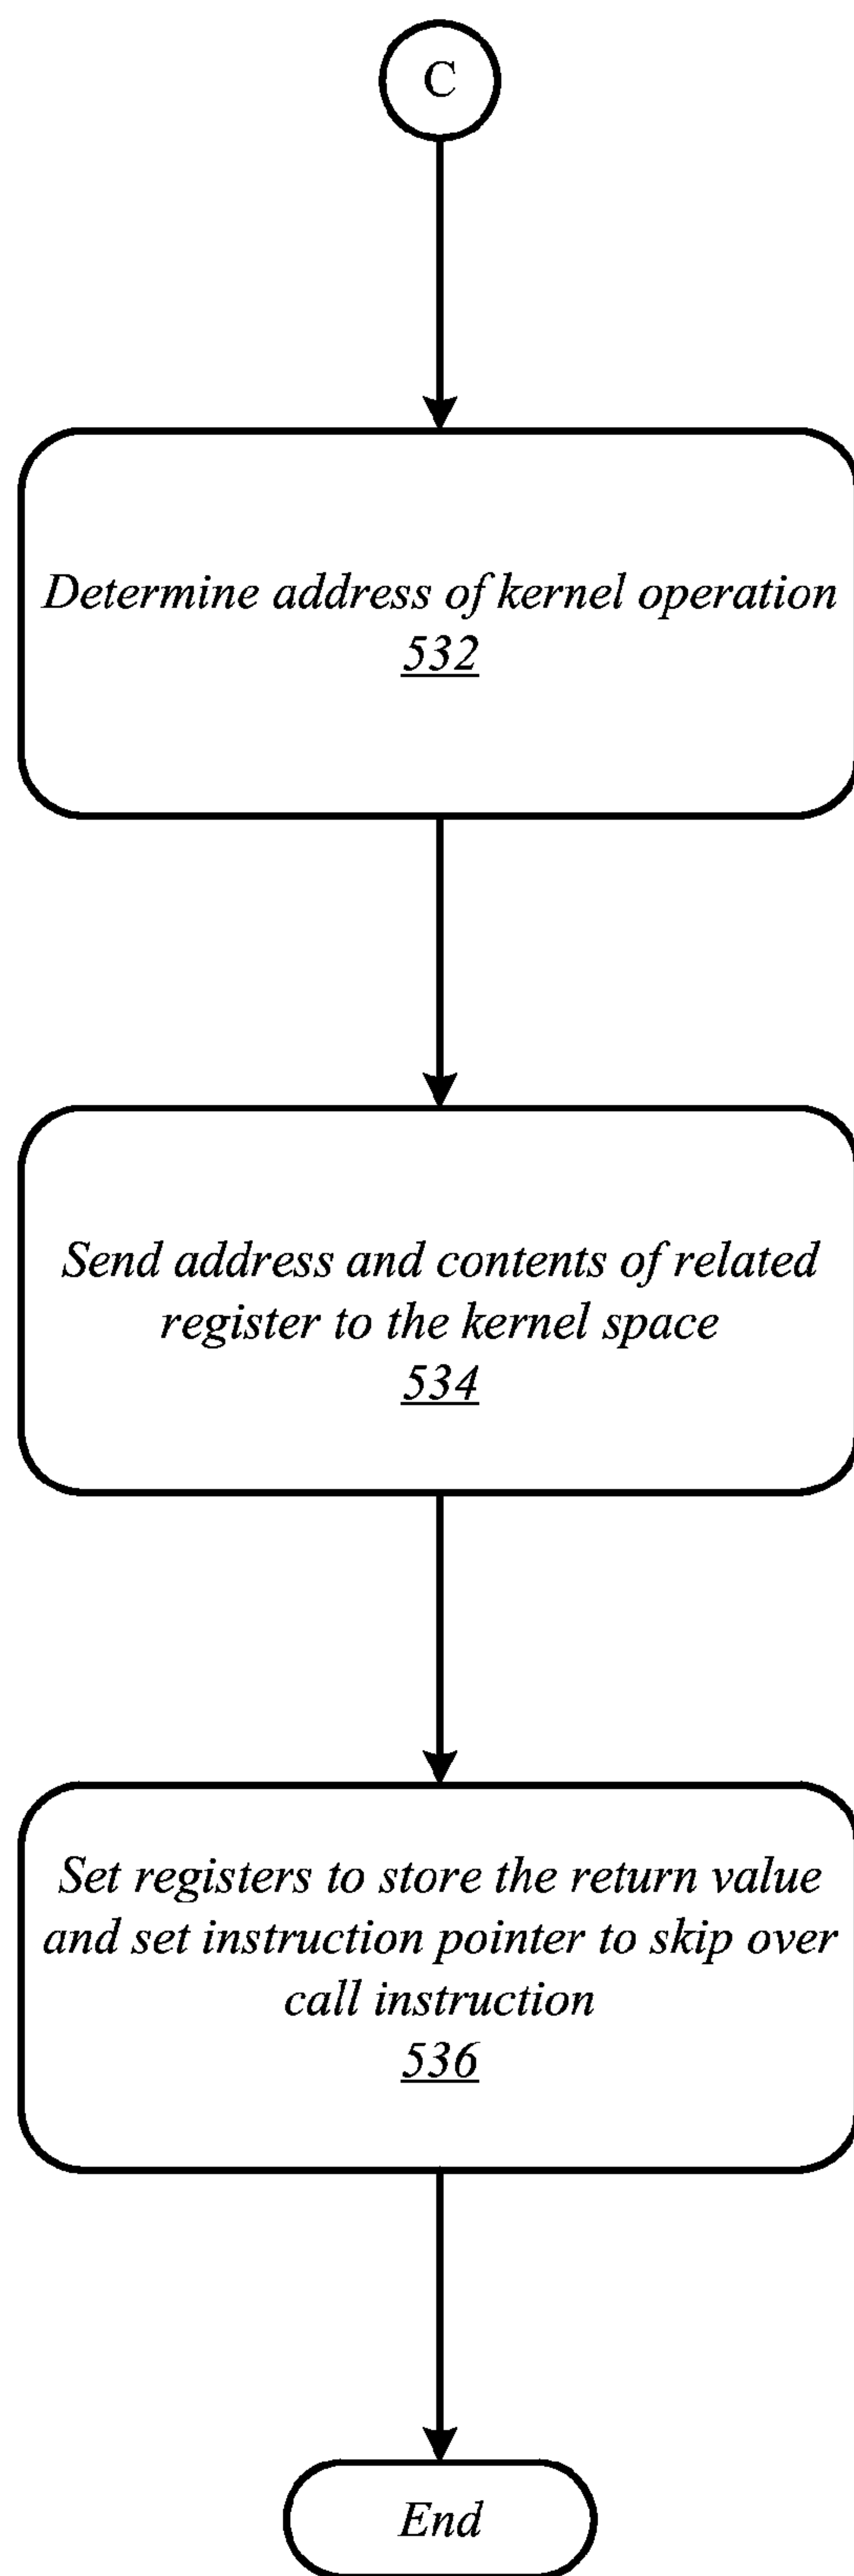 C
Determine address of kernel operation
532
Send address and contents of related
register to the kernel space
534
Set registers to store the return value
and set instruction pointer to skip over
call instruction
536
End